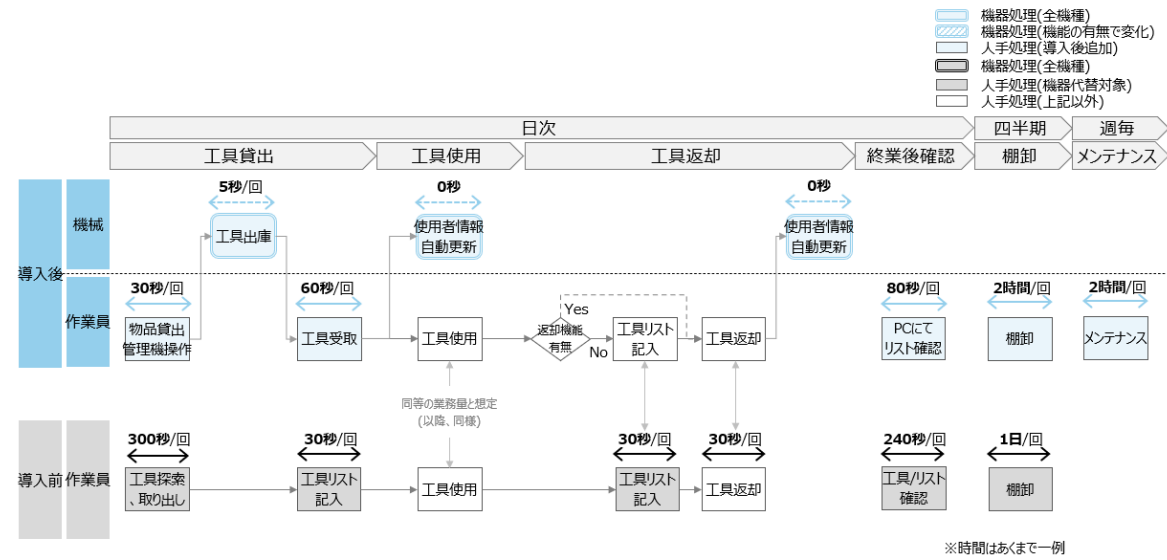 機器処理(全機種)
機器処理(機能の有無で変化)
人手処理(導入後追加)
機器処理(全機種)
人手処理(機器代替対象)
人手処理(上記以外)
日次
四半期
週毎
工具貸出
工具使用
工具返却
終業後確認
棚卸
メンテナンス
導入後
機械
5秒/回
工具出庫
0秒
使用者情報
自動更新
0秒
使用者情報
自動更新
作業員
30秒/回
物品貸出
管理機操作
60秒/回
工具受取
工具使用
返却機能
有無
Yes
No
工具リスト
記入
工具返却
80秒/回
PCにて
リスト確認
2時間/回
棚卸
2時間/回
メンテナンス
同等の業務量と想定
(以降、同様)
導入前
作業員
300秒/回
工具探索
、取り出し
30秒/回
工具リスト
記入
工具使用
30秒/回
工具リスト
記入
30秒/回
工具返却
240秒/回
工具/リスト
確認
1日/回
棚卸
※時間はあくまで一例